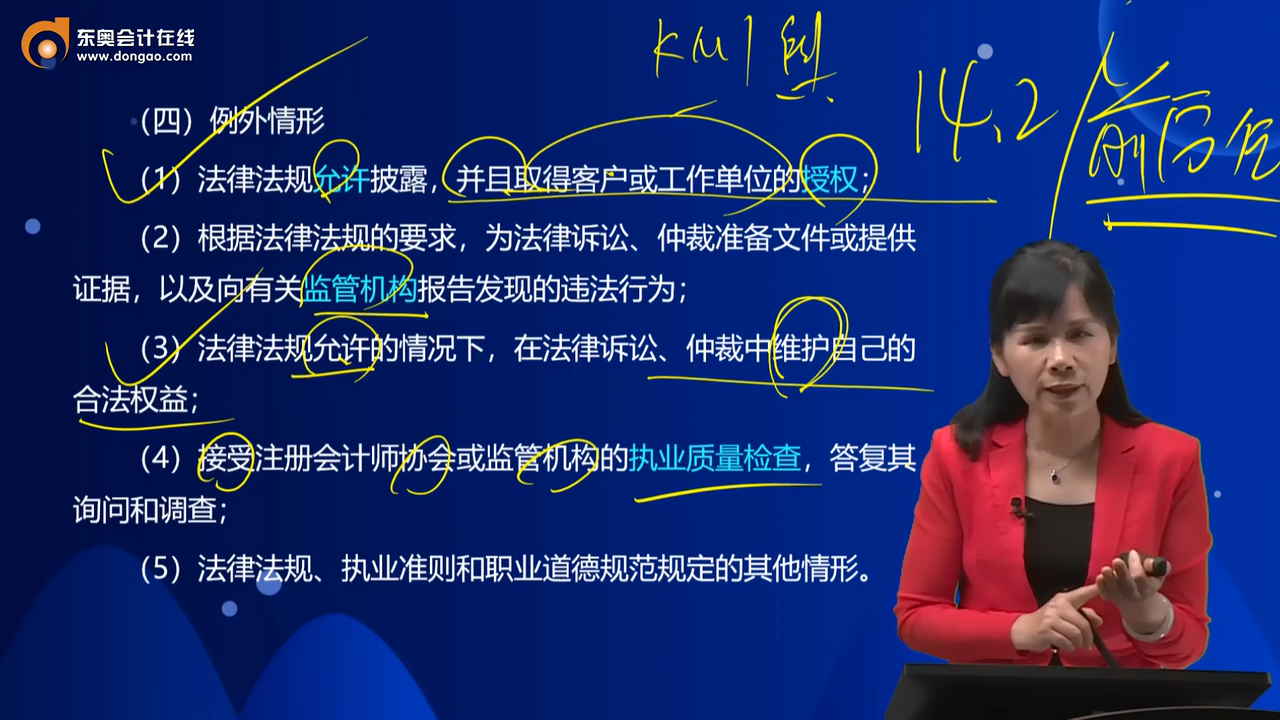 东奥会计在线
www.dongao.com
（四）例外情形
（1）法律法规允许披露，并且取得客户或工作单位的授权；
（2）根据法律法规的要求，为法律诉讼、仲裁准备文件或提供
证据，以及向有关监管机构报告发现的违法行为；
（3）法律法规允许的情况下，在法律诉讼、仲裁中维护自己的
合法权益；
（4）接受注册会计师协会或监管机构的执业质量检查，答复其
询问和调查；
（5）法律法规、执业准则和职业道德规范规定的其他情形。
14.2